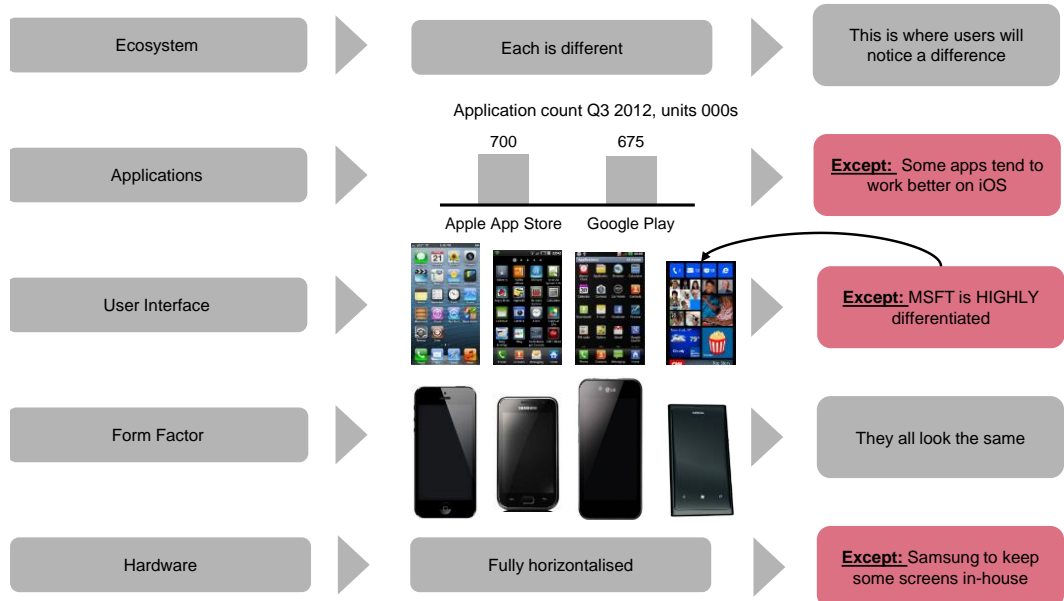 Ecosystem
Each is different
This is where users will
notice a difference
Application count Q3 2012, units 000s
700
675
Applications
Except: Some apps tend to
work better on iOS
Apple App Store
Google Play
User Interface
Except: MSFT is HIGHLY
differentiated
Form Factor
SAMSUNG
LG
NOKIA
They all look the same
Hardware
Fully horizontalised
Except: Samsung to keep
some screens in-house